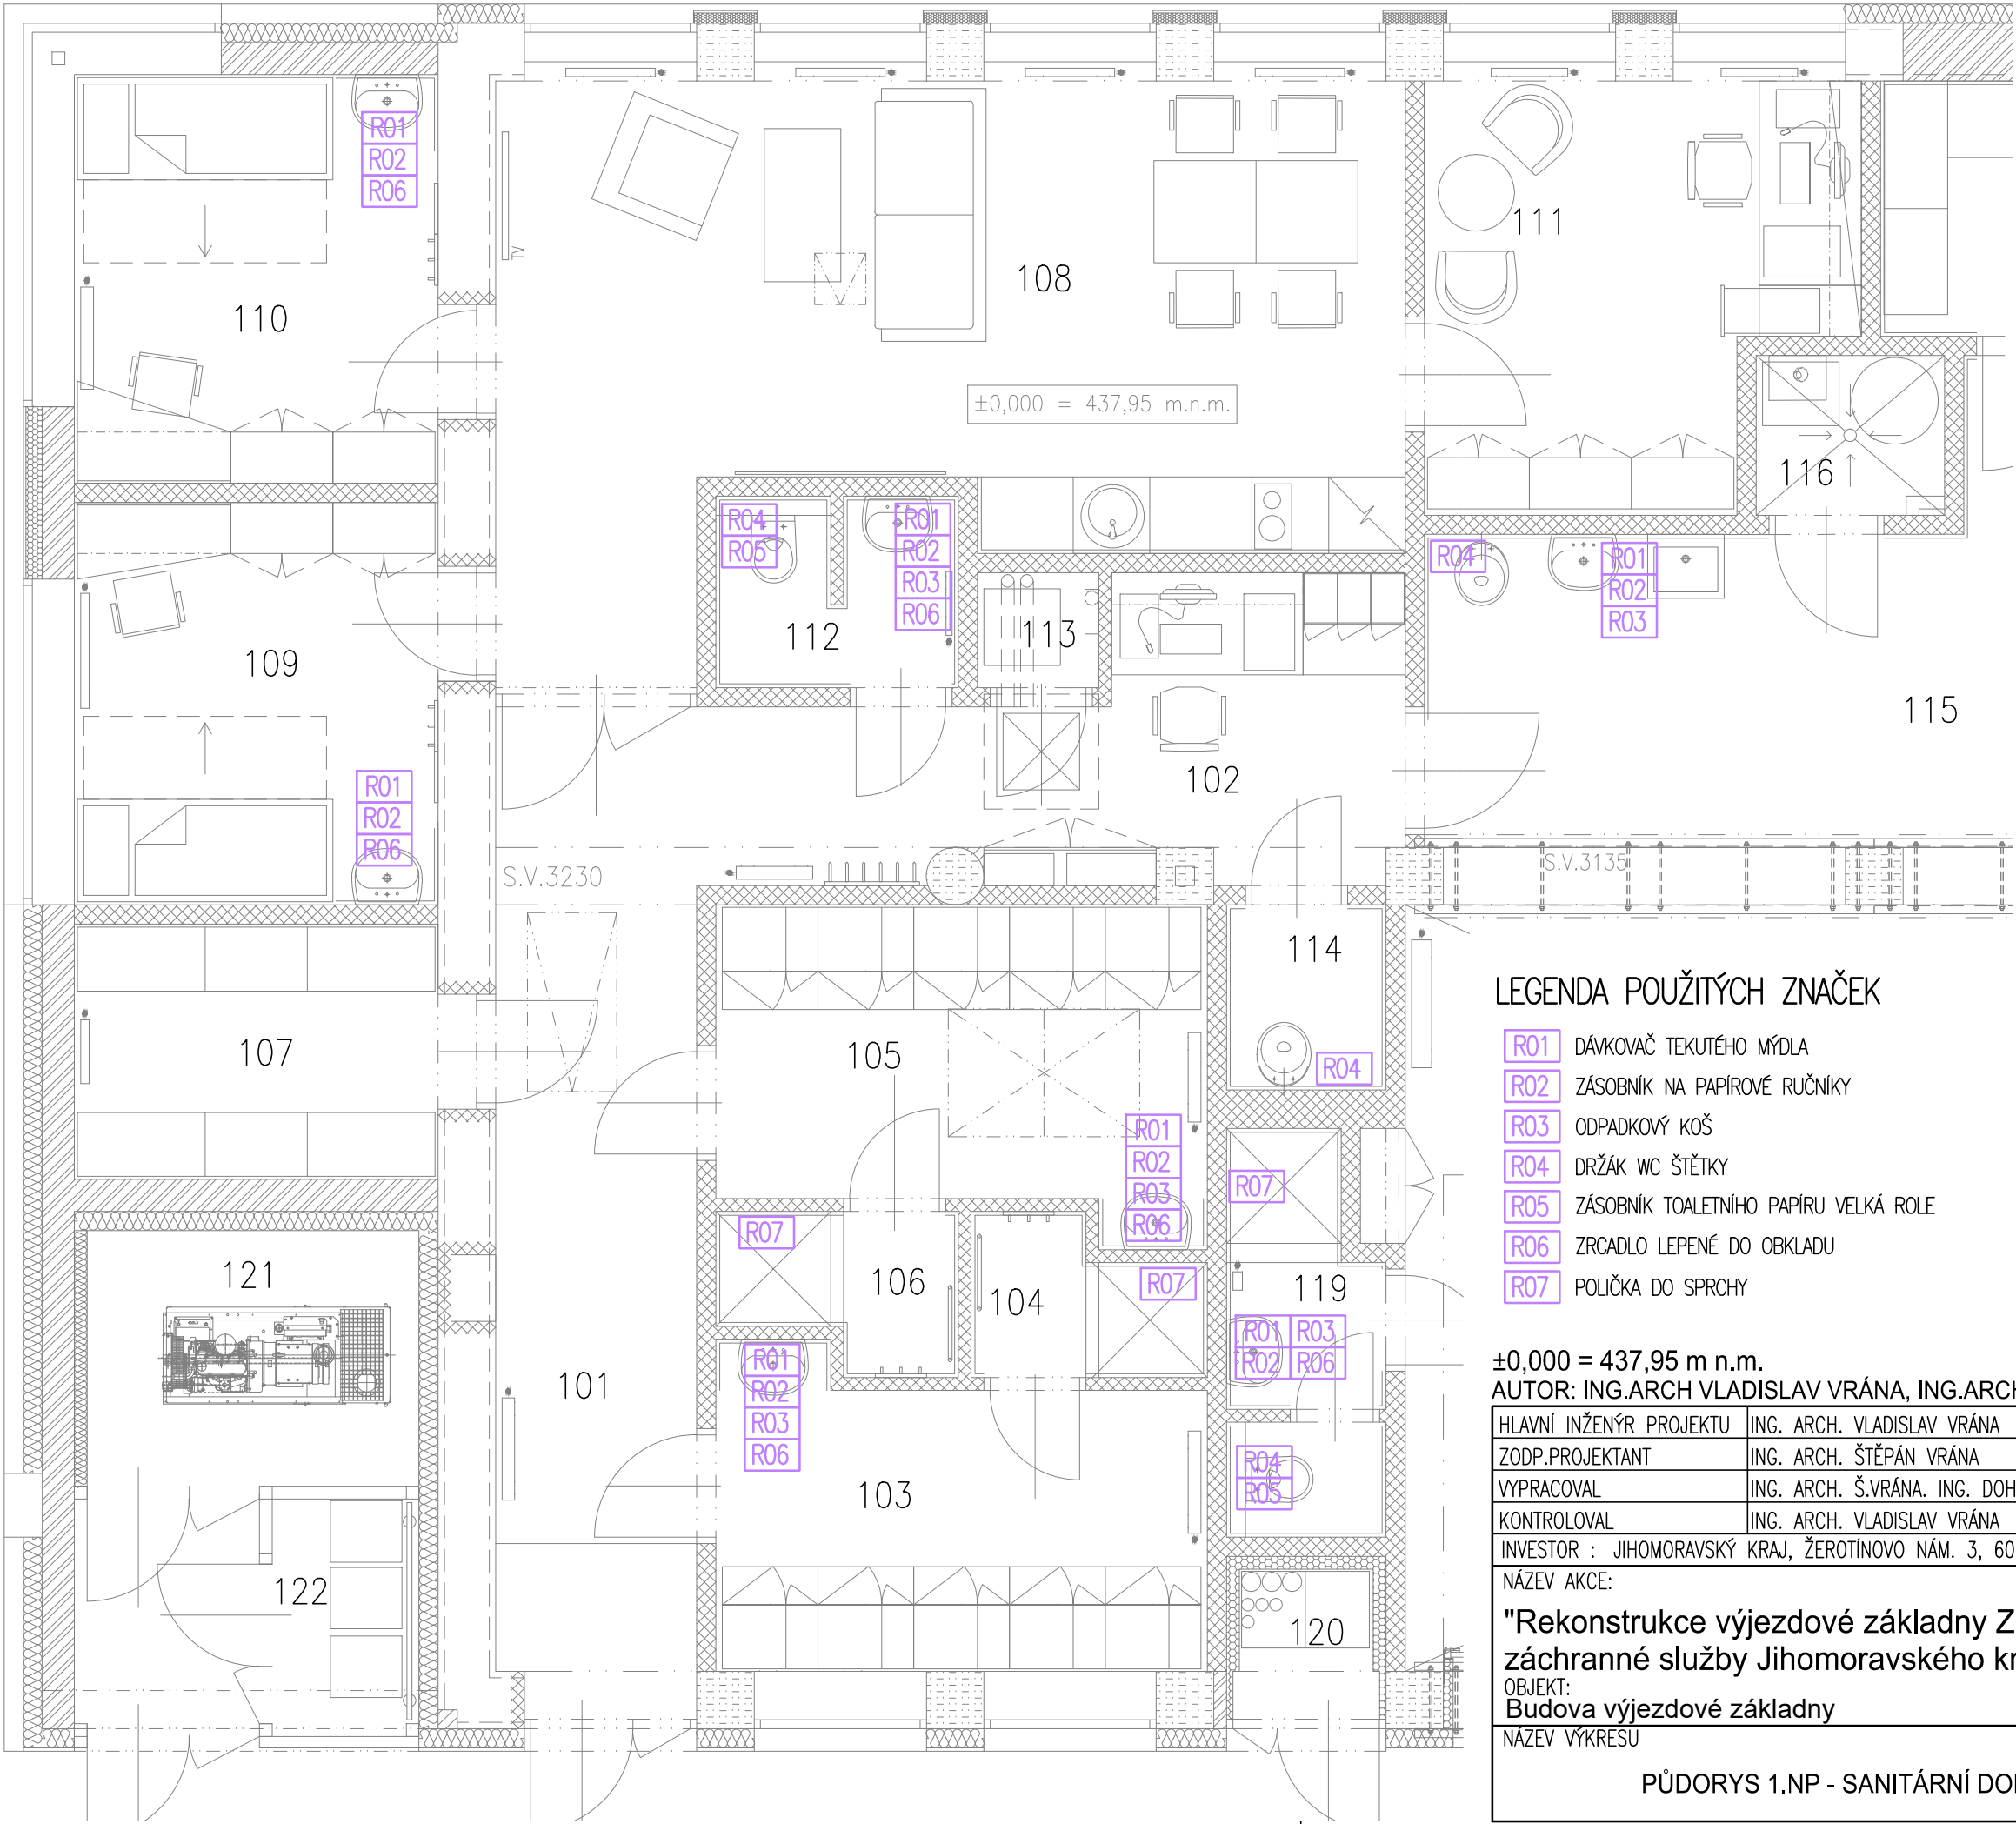 R01
R02
R06
TV
110
108
111
±0,000 = 437,95 m.n.m.
116
R04
R05
R01
R02
R03
R06
112
113
R04
R01
R02
R03
109
102
115
R01
R02
R06
S.V.3230
S.V.3135
114
R04
107
105
R01
R02
R03
R06
R07
R07
106
104
R07
119
R01 R03
R02 R06
121
R01
R02
R03
R06
101
103
R04
R05
122
120
LEGENDA POUŽITÝCH ZNAČEK
R01 DÁVKOVAČ TEKUTÉHO MÝDLA
R02 ZÁSOBNÍK NA PAPÍROVÉ RUČNÍKY
R03 ODPADKOVÝ KOŠ
R04 DRŽÁK WC ŠTĚTKY
R05 ZÁSOBNÍK TOALETNÍHO PAPÍRU VELKÁ ROLE
R06 ZRCADLO LEPENÉ DO OBKLADU
R07 POLIČKA DO SPRCHY
±0,000 = 437,95 m n.m.
AUTOR: ING.ARCH VLADISLAV VRÁNA, ING.ARCH
HLAVNÍ INŽENÝR PROJEKTU ING. ARCH. VLADISLAV VRÁNA
ZODP.PROJEKTANT ING. ARCH. ŠTĚPÁN VRÁNA
VYPRACOVAL ING. ARCH. Š.VRÁNA. ING. DOH
KONTROLOVAL ING. ARCH. VLADISLAV VRÁNA
INVESTOR : JIHOMORAVSKÝ KRAJ, ŽEROTÍNOVO NÁM. 3, 60
NÁZEV AKCE:
"Rekonstrukce výjezdové základny Z
záchranné služby Jihomoravského kr
OBJEKT:
Budova výjezdové základny
NÁZEV VÝKRESU
PŮDORYS 1.NP - SANITÁRNÍ DO